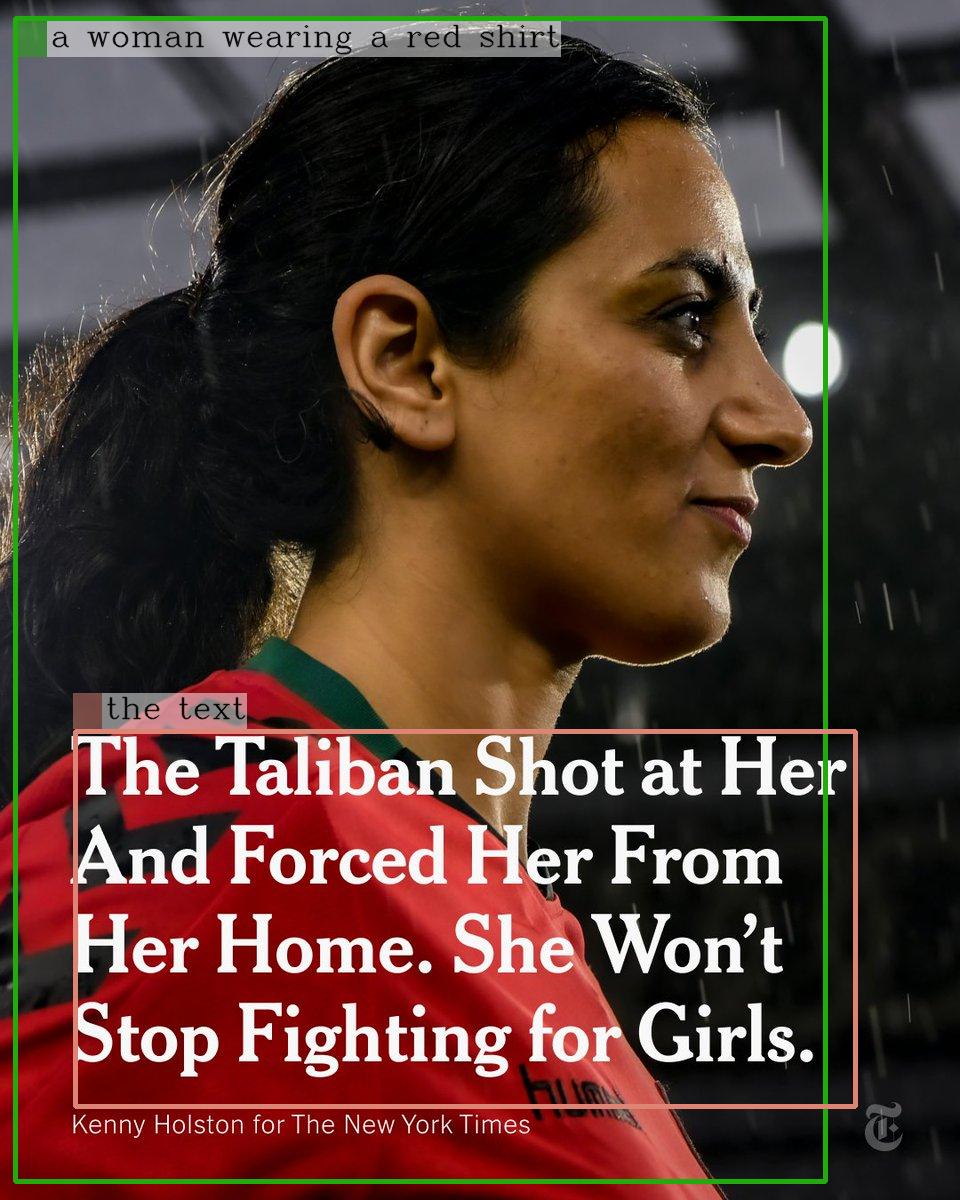 a woman wearing a red shirt
the text
The Taliban Shot at Her
And Forced Her From
Her Home. She Won’t
Stop Fighting for Girls.
humme
Kenny Holston for The New York Times
T